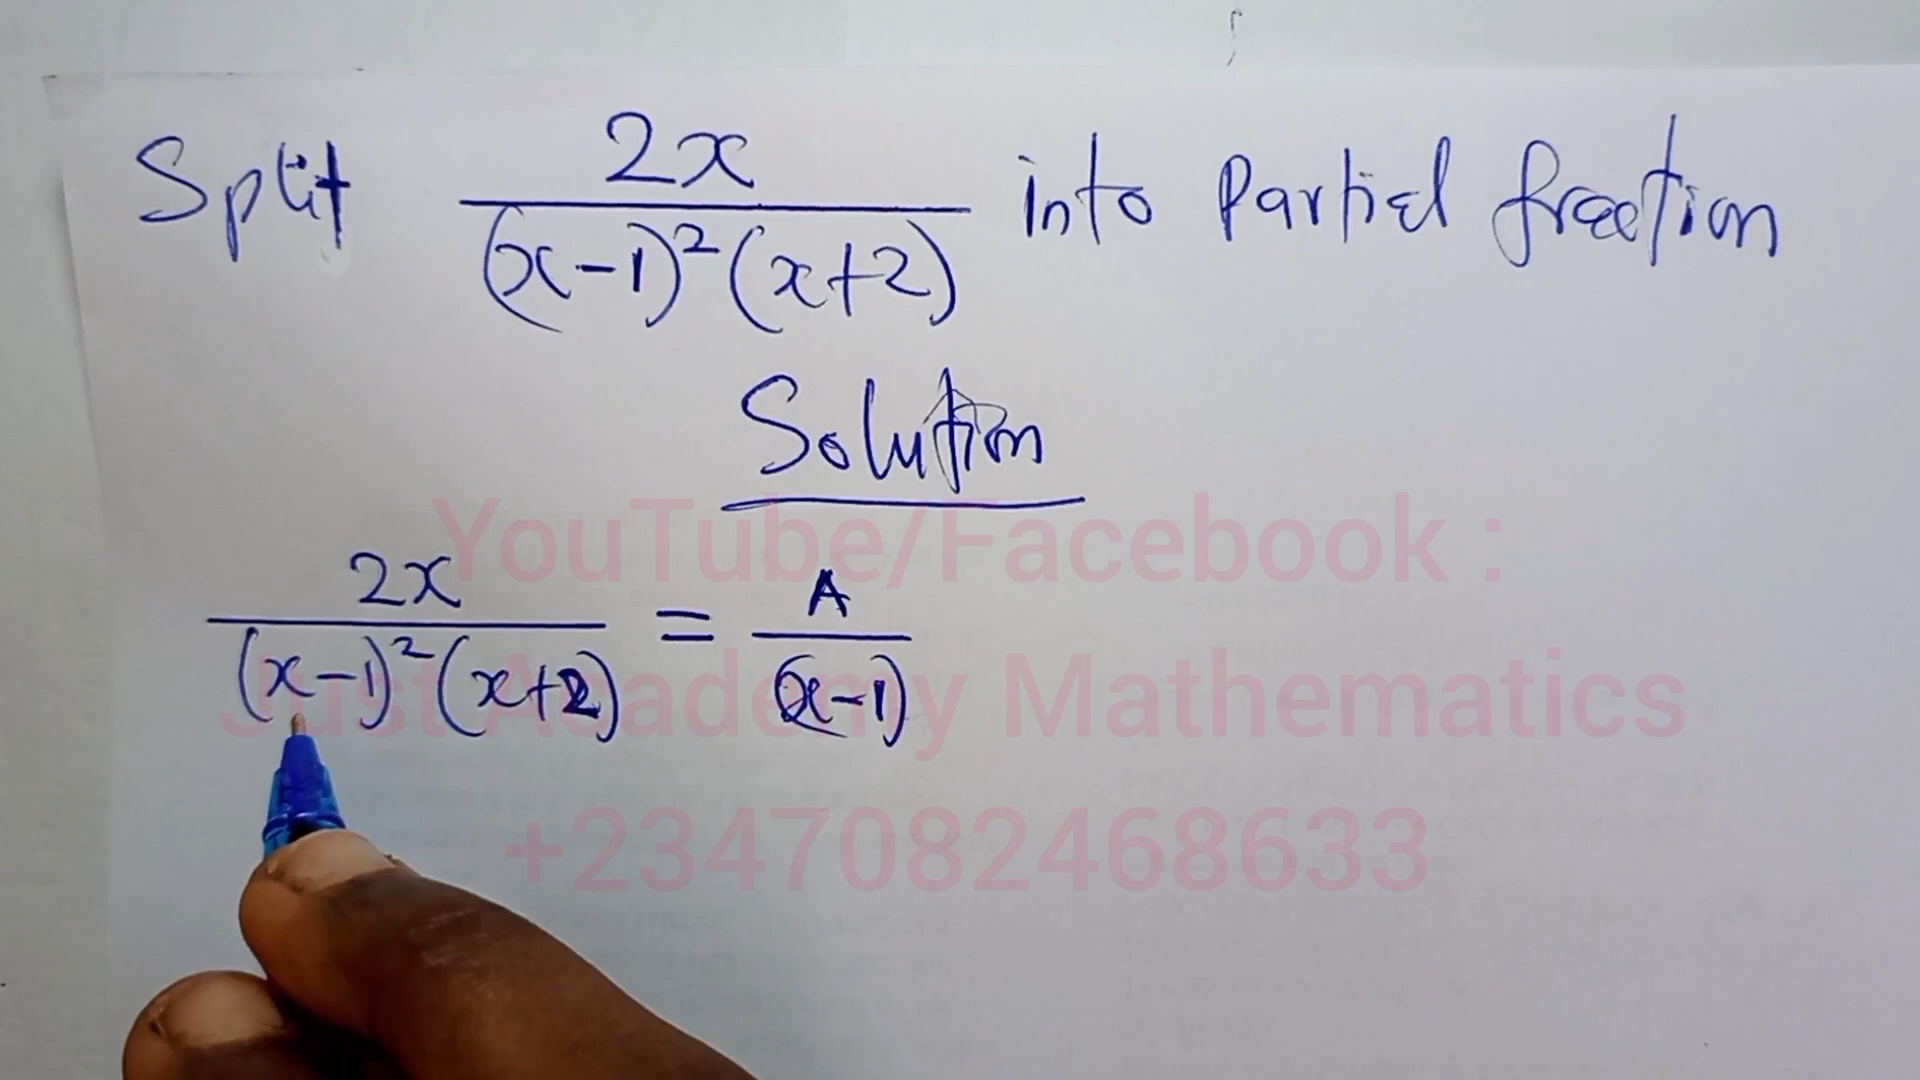 Split 2x / (x-1)²(x+2) into Partial fraction
Solution
2x / (x-1)²(x+2) = A / (x-1)
YouTube/Facebook :
Just Academy Mathematics
+2347082468633